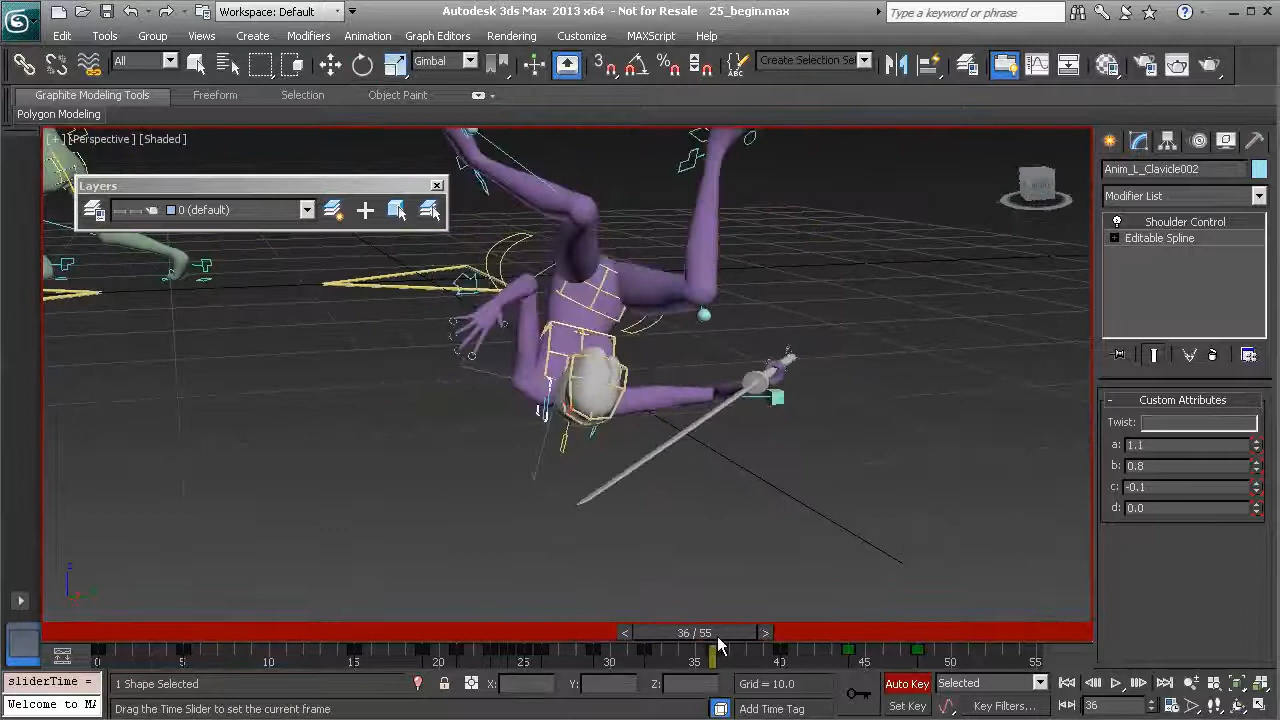 Autodesk 3ds Max 2013 x64 - Not for Resale 25_begin.max
Workspace: Default
Type a keyword or phrase
Edit Tools Group Views Create Modifiers Animation Graph Editors Rendering Customize MAXScript Help
All
Gimbal
3
Create Selection Se
Graphite Modeling Tools Freeform Selection Object Paint
Polygon Modeling
[+][Perspective][Shaded]
Layers
0 (default)
Anim_L_Clavicle002
Modifier List
Shoulder Control
Editable Spline
- Custom Attributes
Twist:
a: 1.1
b: 0.8
c: -0.1
d: 0.0
z
< 36 / 55 >
0 5 10 15 20 25 30 35 40 45 50 55
sliderTime =
1 Shape Selected
X: Y: Z:
Grid = 10.0
Auto Key
Selected
Welcome to MA
Drag the Time Slider to set the current frame
Add Time Tag
Set Key
Key Filters...
36